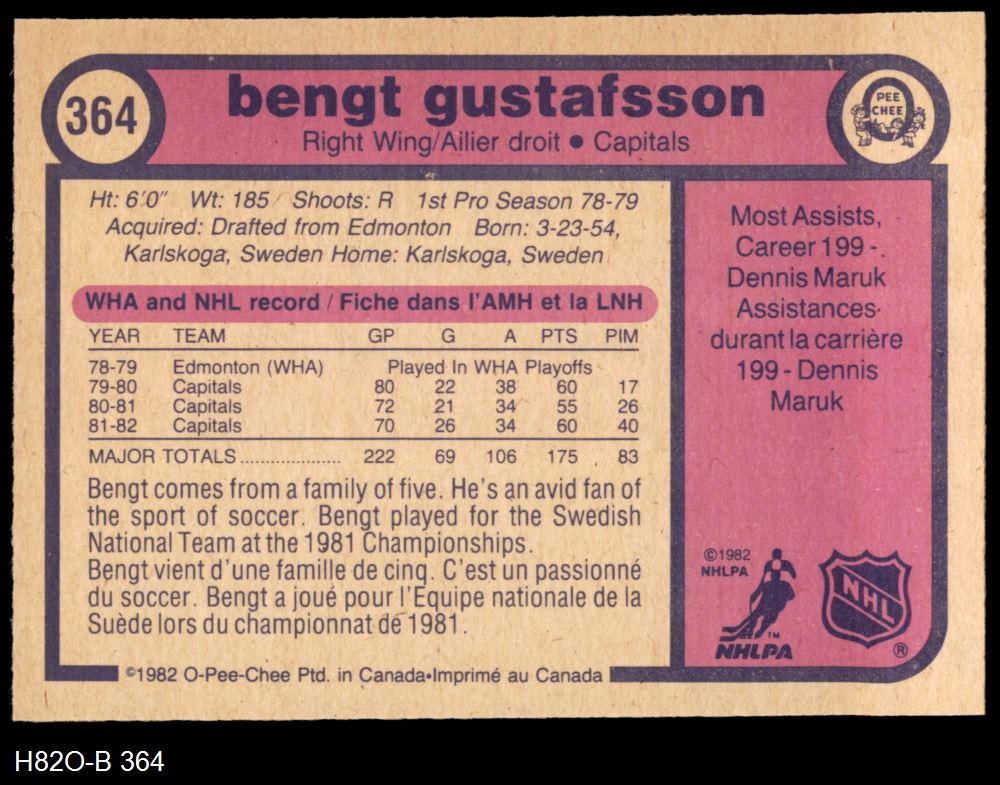 364
bengt gustafsson
Right Wing/Ailier droit • Capitals
PEE
CHEE
Ht: 6'0" Wt: 185 Shoots: R 1st Pro Season 78-79
Acquired: Drafted from Edmonton Born: 3-23-54,
Karlskoga, Sweden Home: Karlskoga, Sweden
WHA and NHL record / Fiche dans l'AMH et la LNH
YEAR TEAM GP G A PTS PIM
78-79 Edmonton (WHA) Played In WHA Playoffs
79-80 Capitals 80 22 38 60 17
80-81 Capitals 72 21 34 55 26
81-82 Capitals 70 26 34 60 40
MAJOR TOTALS.................... 222 69 106 175 83
Bengt comes from a family of five. He's an avid fan of
the sport of soccer. Bengt played for the Swedish
National Team at the 1981 Championships.
Bengt vient d'une famille de cinq. C'est un passionné
du soccer. Bengt a joué pour l'Equipe nationale de la
Suède lors du championnat de 1981.
Most Assists,
Career 199 -
Dennis Maruk
Assistances
durant la carrière
199 - Dennis
Maruk
©1982
NHLPA
TM
NHLPA
NHL
®
©1982 O-Pee-Chee Ptd. in Canada•Imprimé au Canada
H82O-B 364